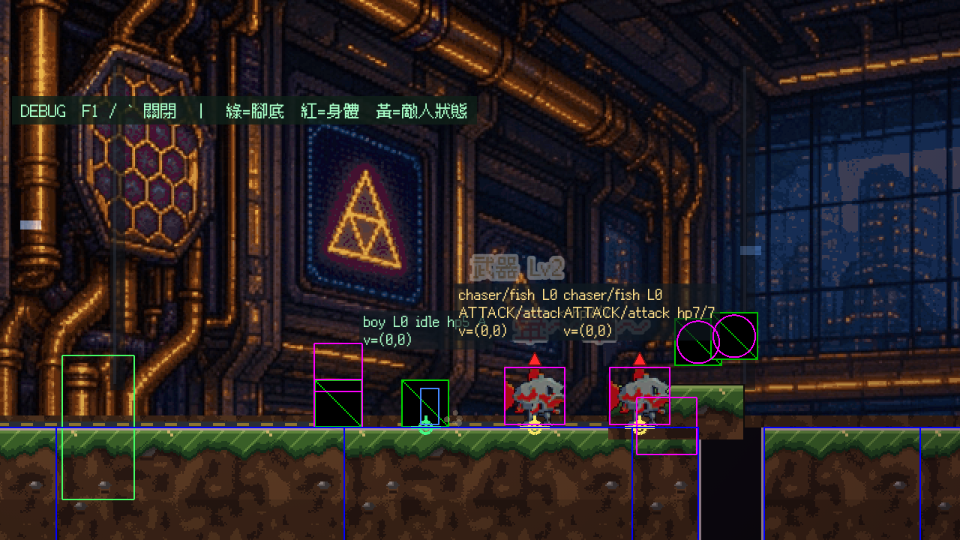 DEBUG F1 / ` 關閉 | 綠=腳底 紅=身體 黃=敵人狀態
武器 Lv2
chaser/fish L0 chaser/fish L0
ATTACK/attac ATTACK/attack hp7/7
v=(0,0) v=(0,0)
boy L0 idle
v=(0,0)